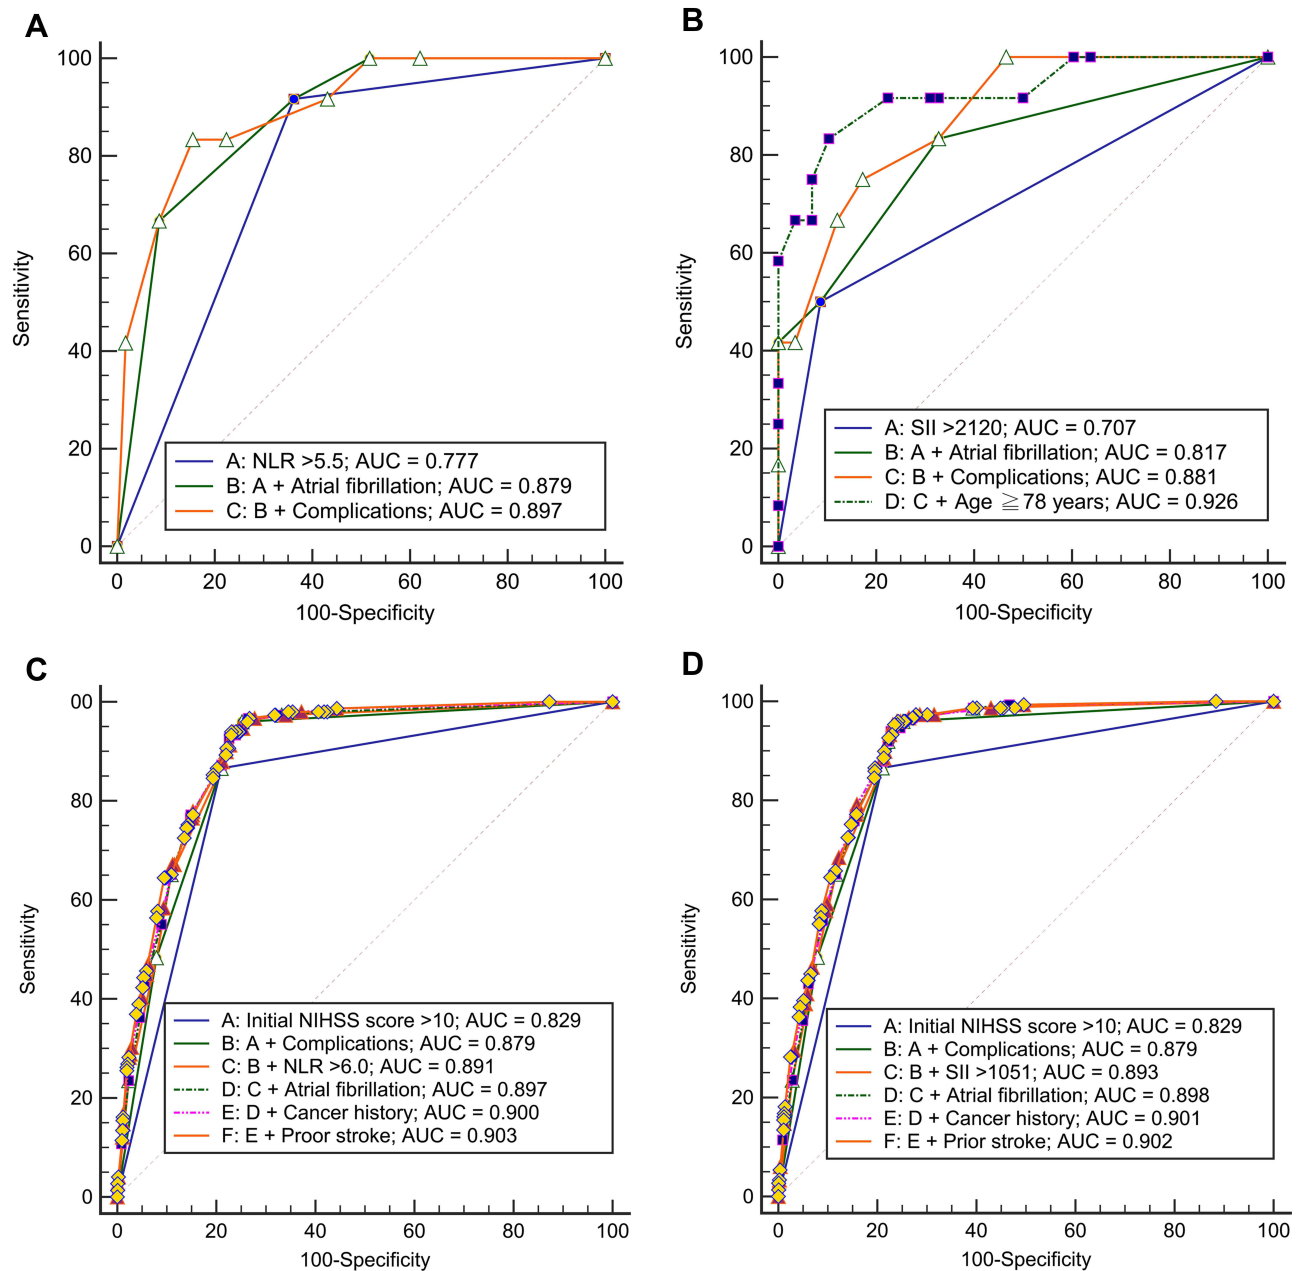 A
100
80
60
40
20
0
Sensitivity
0 20 40 60 80 100
100-Specificity
A: NLR >5.5; AUC = 0.777
B: A + Atrial fibrillation; AUC = 0.879
C: B + Complications; AUC = 0.897
B
100
80
60
40
20
0
Sensitivity
0 20 40 60 80 100
100-Specificity
A: SII >2120; AUC = 0.707
B: A + Atrial fibrillation; AUC = 0.817
C: B + Complications; AUC = 0.881
D: C + Age ≧78 years; AUC = 0.926
C
00
80
60
40
20
0
Sensitivity
0 20 40 60 80 100
100-Specificity
A: Initial NIHSS score >10; AUC = 0.829
B: A + Complications; AUC = 0.879
C: B + NLR >6.0; AUC = 0.891
D: C + Atrial fibrillation; AUC = 0.897
E: D + Cancer history; AUC = 0.900
F: E + Proor stroke; AUC = 0.903
D
100
80
60
40
20
0
Sensitivity
0 20 40 60 80 100
100-Specificity
A: Initial NIHSS score >10; AUC = 0.829
B: A + Complications; AUC = 0.879
C: B + SII >1051; AUC = 0.893
D: C + Atrial fibrillation; AUC = 0.898
E: D + Cancer history; AUC = 0.901
F: E + Prior stroke; AUC = 0.902